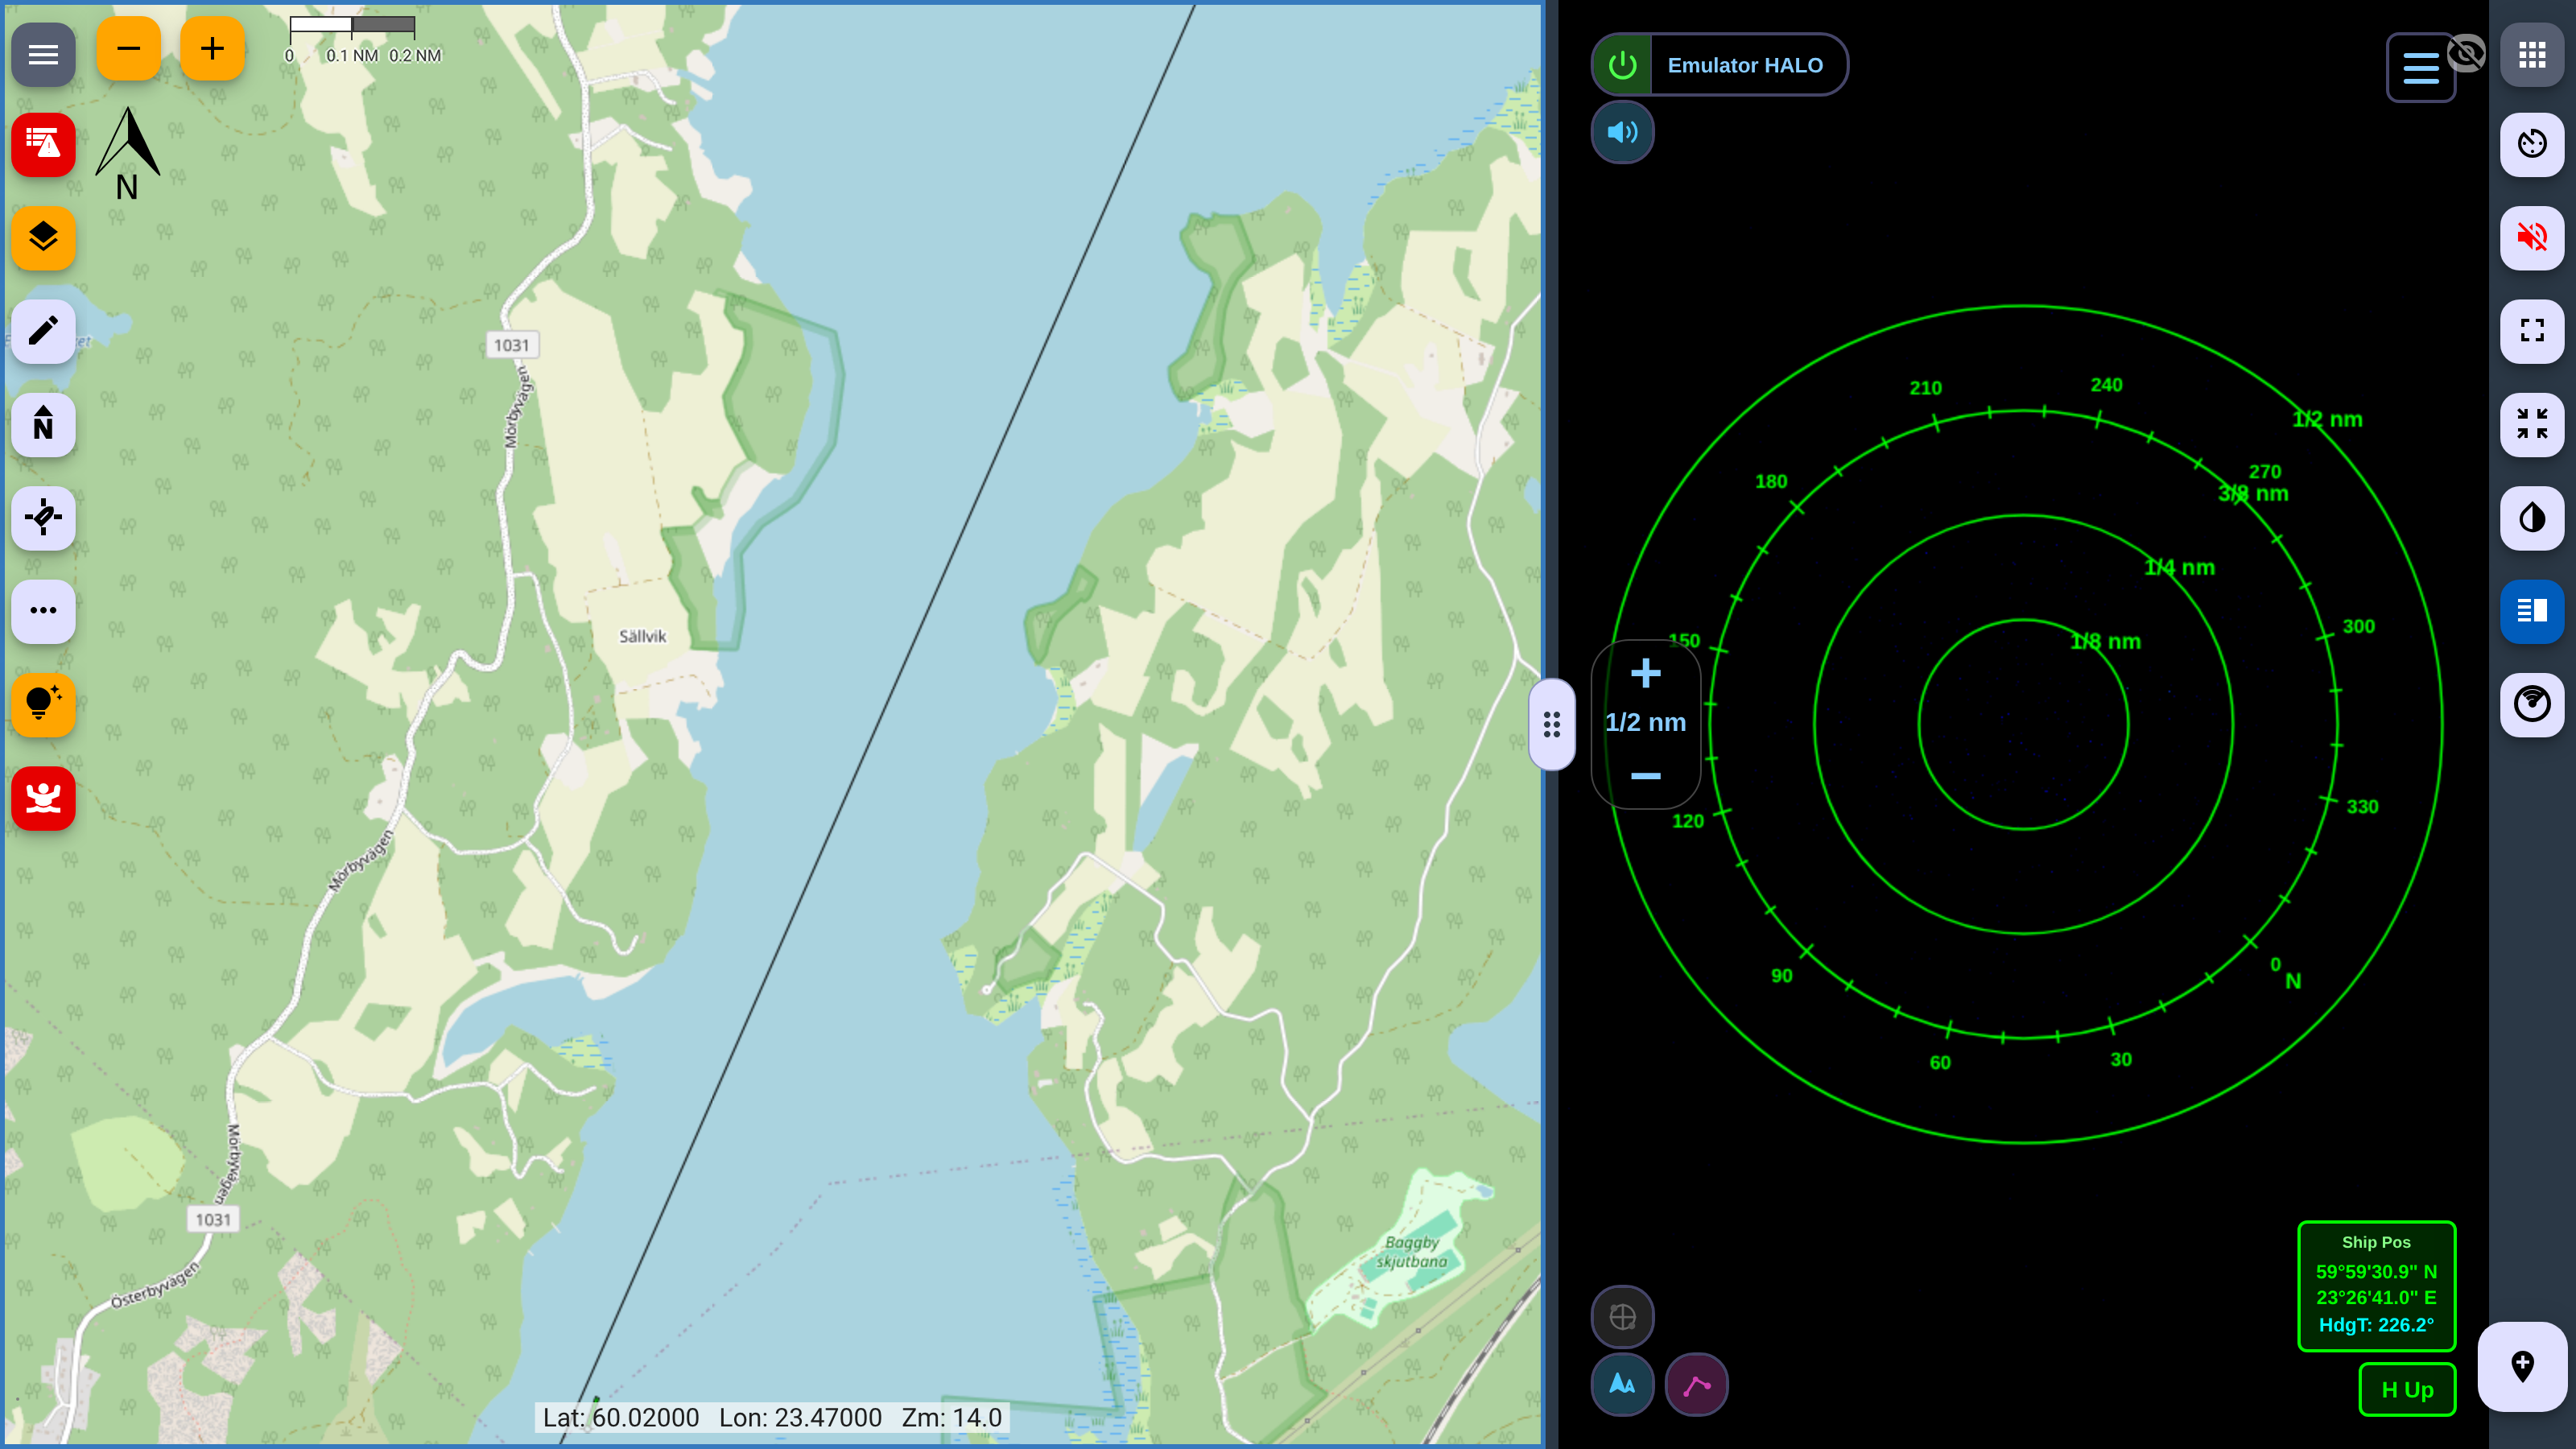 0
0.1 NM
0.2 NM
N
1031
Mörbyvägen
N
Sällvik
Mörbyvägen
Mörbyvägen
1031
Österbyvägen
Baggby
skjutbana
Lat: 60.02000 Lon: 23.47000 Zm: 14.0
Emulator HALO
210
240
1/2 nm
270
180
3/8 nm
1/4 nm
300
150
1/8 nm
+
1/2 nm
−
330
120
0
90
N
60
30
Ship Pos
59°59'30.9" N
23°26'41.0" E
HdgT: 226.2°
H Up